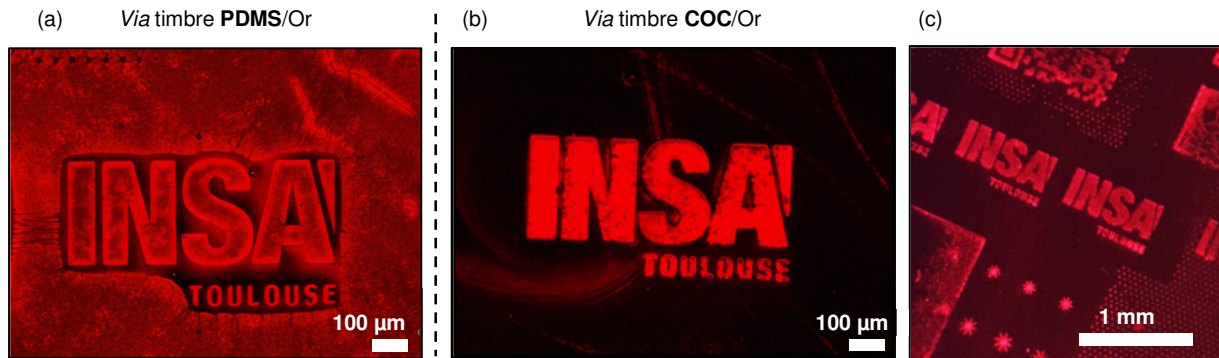 (a) Via timbre PDMS/Or
(b) Via timbre COC/Or
(c)
INSA
TOULOUSE
100 µm
INSA
TOULOUSE
100 µm
INSA
TOULOUSE
INSA
TOULOUSE
1 mm